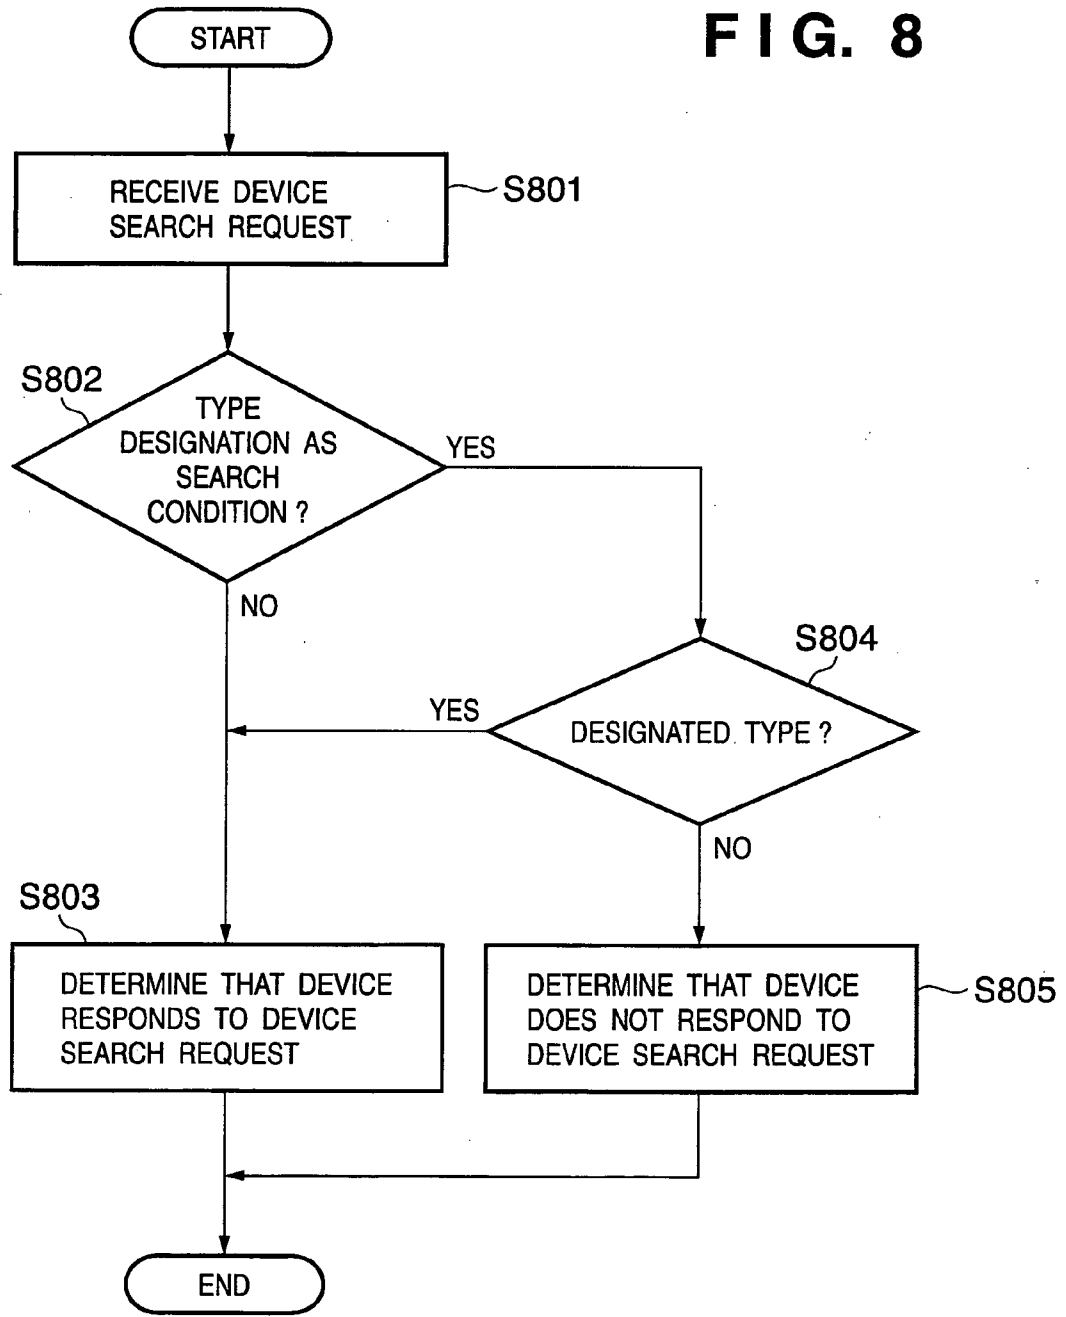 FIG. 8
START
RECEIVE DEVICE
SEARCH REQUEST
S801
S802
TYPE
DESIGNATION AS
SEARCH
CONDITION ?
YES
NO
S804
DESIGNATED TYPE ?
YES
NO
S803
DETERMINE THAT DEVICE
RESPONDS TO DEVICE
SEARCH REQUEST
DETERMINE THAT DEVICE
DOES NOT RESPOND TO
DEVICE SEARCH REQUEST
S805
END